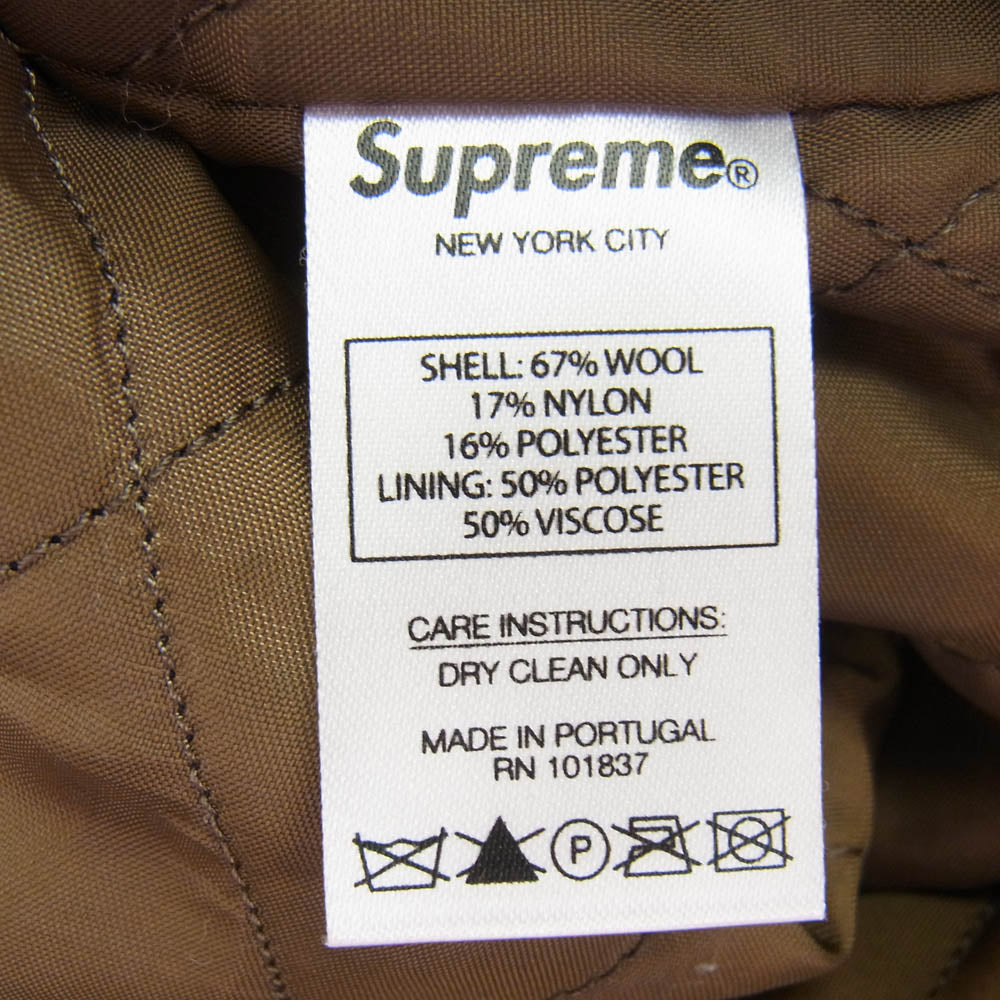 Supreme®
NEW YORK CITY
SHELL: 67% WOOL
17% NYLON
16% POLYESTER
LINING: 50% POLYESTER
50% VISCOSE
CARE INSTRUCTIONS:
DRY CLEAN ONLY
MADE IN PORTUGAL
RN 101837
P